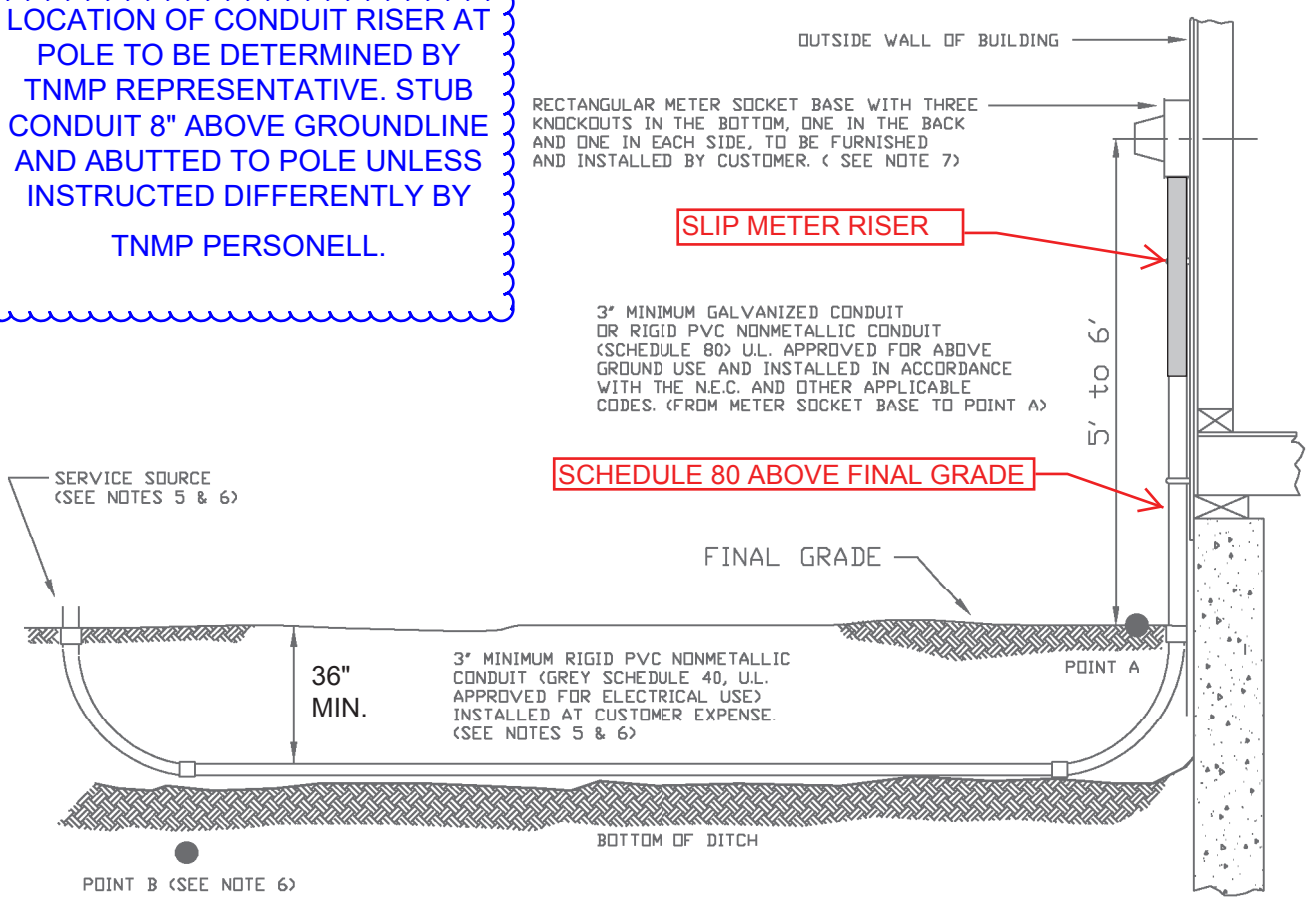 LOCATION OF CONDUIT RISER AT
POLE TO BE DETERMINED BY
TNMP REPRESENTATIVE. STUB
CONDUIT 8" ABOVE GROUNDLINE
AND ABUTTED TO POLE UNLESS
INSTRUCTED DIFFERENTLY BY
TNMP PERSONELL.
OUTSIDE WALL OF BUILDING
RECTANGULAR METER SOCKET BASE WITH THREE
KNOCKOUTS IN THE BOTTOM, ONE IN THE BACK
AND ONE IN EACH SIDE, TO BE FURNISHED
AND INSTALLED BY CUSTOMER. ( SEE NOTE 7)
SLIP METER RISER
3" MINIMUM GALVANIZED CONDUIT
OR RIGID PVC NONMETALLIC CONDUIT
(SCHEDULE 80) U.L. APPROVED FOR ABOVE
GROUND USE AND INSTALLED IN ACCORDANCE
WITH THE N.E.C. AND OTHER APPLICABLE
CODES. (FROM METER SOCKET BASE TO POINT A)
5' to 6'
SCHEDULE 80 ABOVE FINAL GRADE
SERVICE SOURCE
(SEE NOTES 5 & 6)
FINAL GRADE
36"
MIN.
3" MINIMUM RIGID PVC NONMETALLIC
CONDUIT (GREY SCHEDULE 40, U.L.
APPROVED FOR ELECTRICAL USE)
INSTALLED AT CUSTOMER EXPENSE.
(SEE NOTES 5 & 6)
POINT A
BOTTOM OF DITCH
POINT B (SEE NOTE 6)